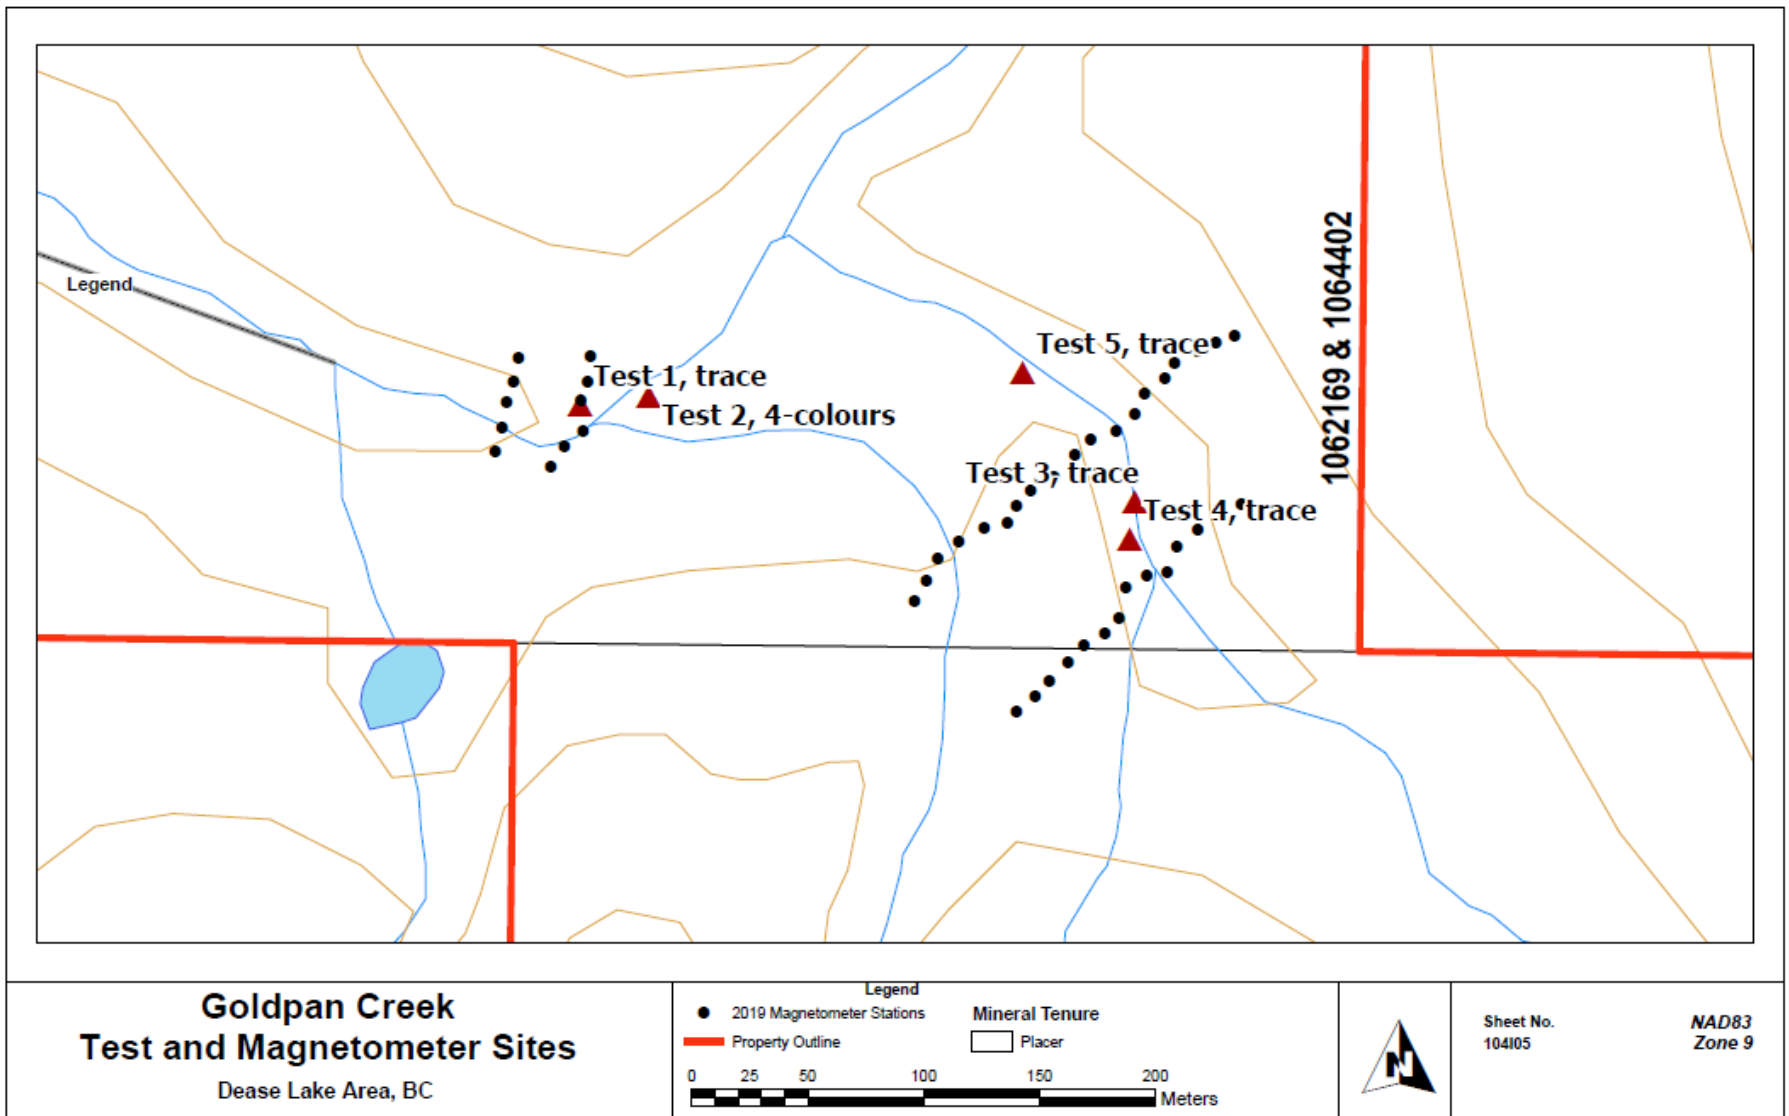 Legend
1062169 & 1064402
Test 5, trace
Test 1, trace
Test 2, 4-colours
Test 3, trace
Test 4, trace
Goldpan Creek
Test and Magnetometer Sites
Dease Lake Area, BC
Legend
2019 Magnetometer Stations
Property Outline
Mineral Tenure
Placer
0 25 50 100 150 200
Meters
N
Sheet No.
104I05
NAD83
Zone 9